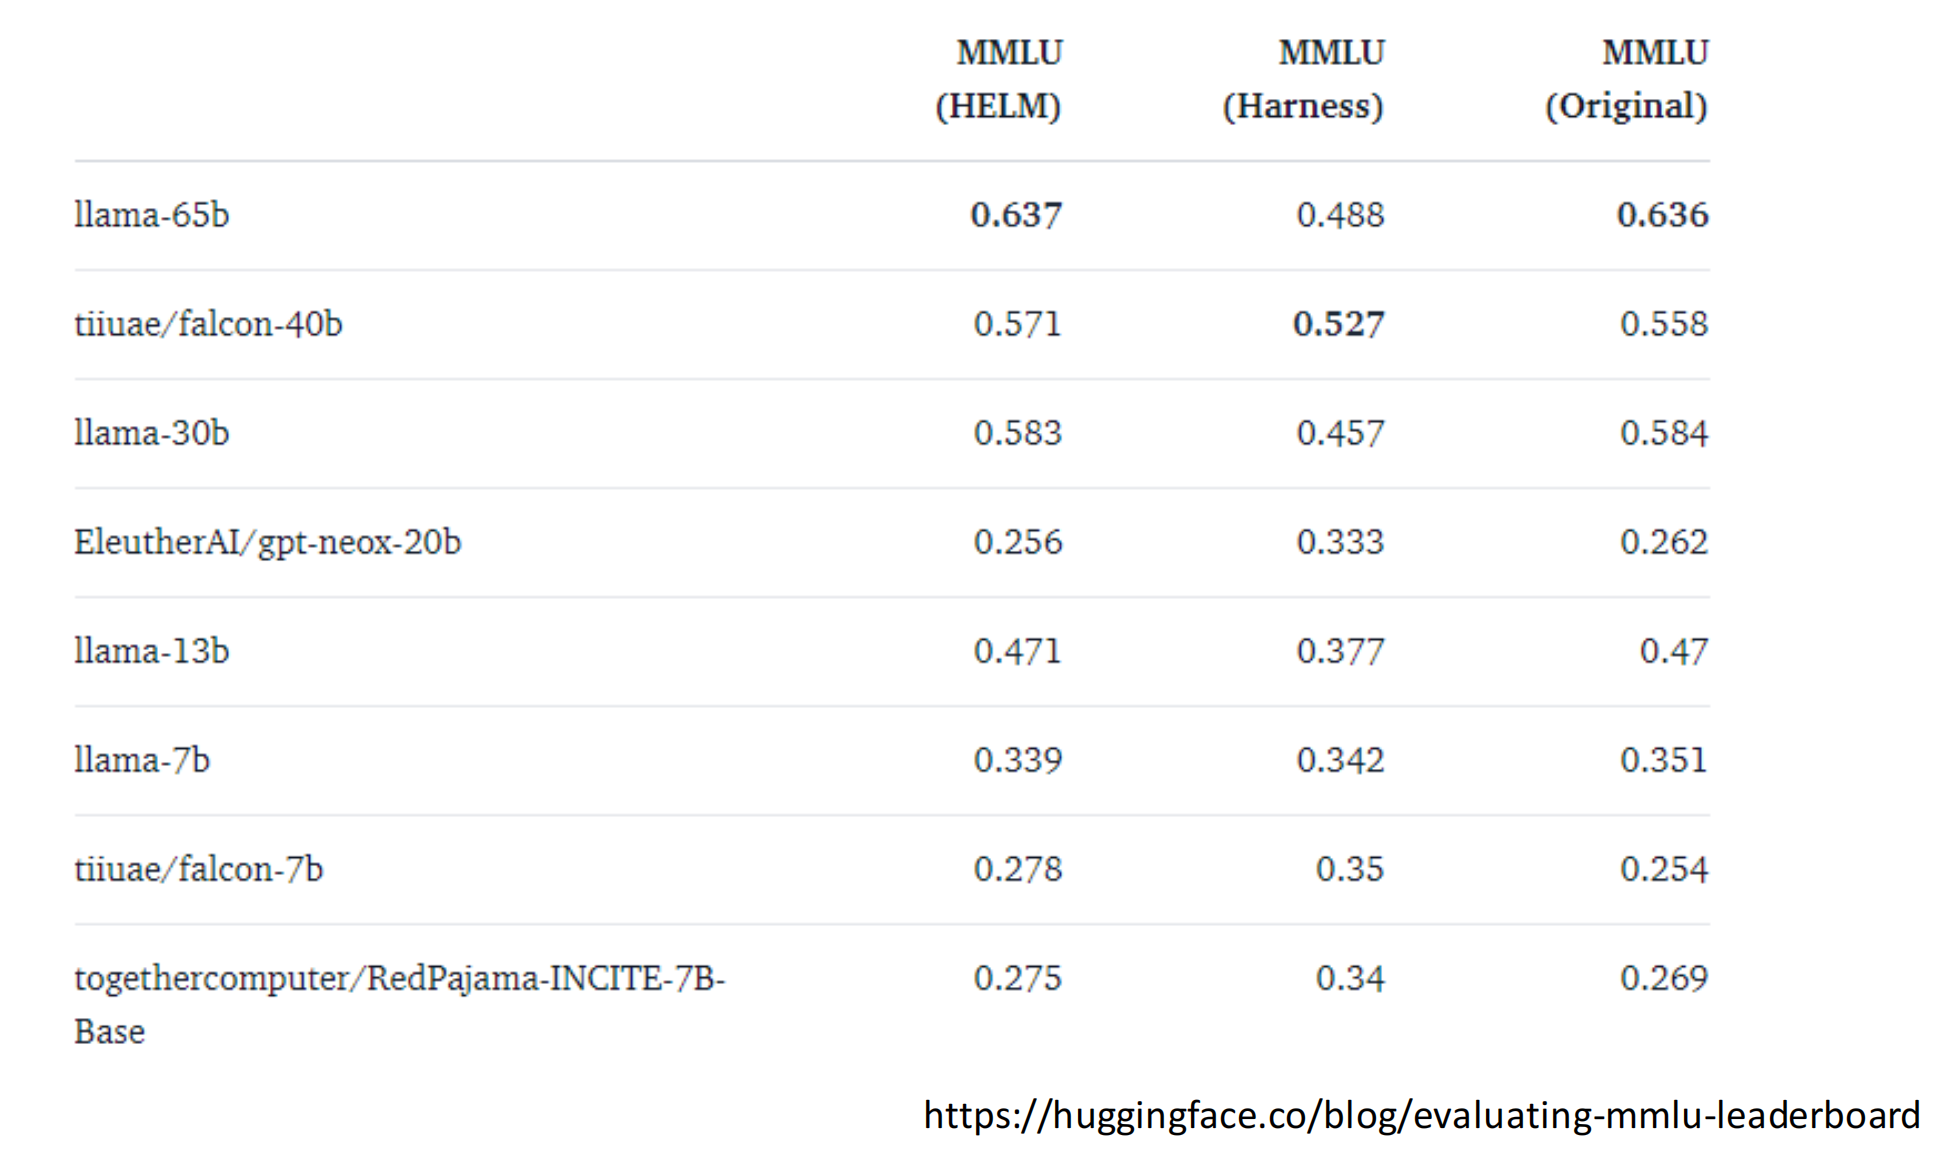 MMLU (HELM) MMLU (Harness) MMLU (Original)
llama-65b 0.637 0.488 0.636
tiiuae/falcon-40b 0.571 0.527 0.558
llama-30b 0.583 0.457 0.584
EleutherAI/gpt-neox-20b 0.256 0.333 0.262
llama-13b 0.471 0.377 0.47
llama-7b 0.339 0.342 0.351
tiiuae/falcon-7b 0.278 0.35 0.254
togethercomputer/RedPajama-INCITE-7B- 0.275 0.34 0.269
Base
https://huggingface.co/blog/evaluating-mmlu-leaderboard